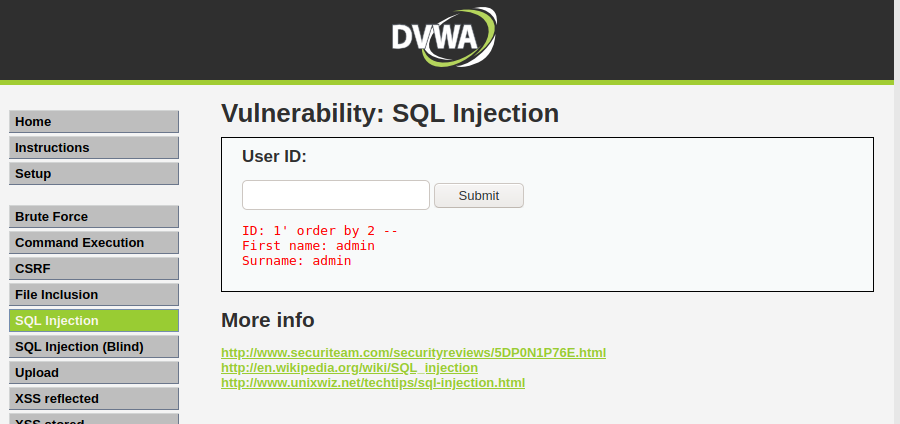 DVWA
Home
Instructions
Setup
Brute Force
Command Execution
CSRF
File Inclusion
SQL Injection
SQL Injection (Blind)
Upload
XSS reflected
XSS stored
Vulnerability: SQL Injection
User ID:
Submit
ID: 1' order by 2 --
First name: admin
Surname: admin
More info
http://www.securiteam.com/securityreviews/5DP0N1P76E.html
http://en.wikipedia.org/wiki/SQL_injection
http://www.unixwiz.net/techtips/sql-injection.html